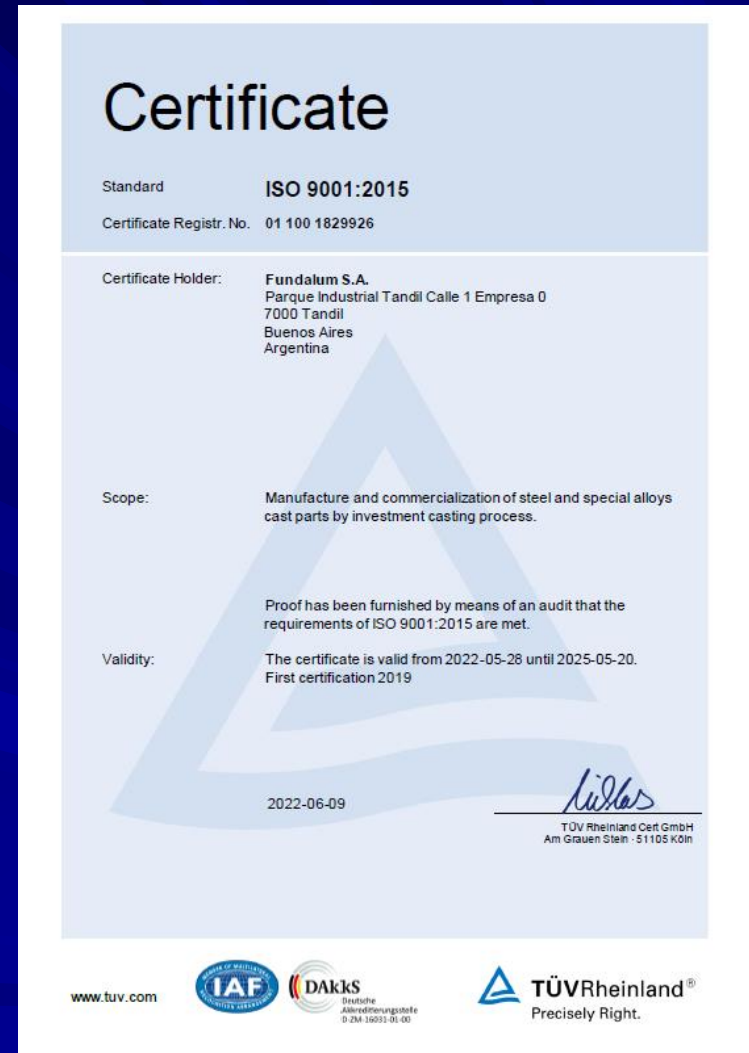 Certificate
Standard ISO 9001:2015
Certificate Registr. No. 01 100 1829926
Certificate Holder: Fundalum S.A.
Parque Industrial Tandil Calle 1 Empresa 0
7000 Tandil
Buenos Aires
Argentina
Scope: Manufacture and commercialization of steel and special alloys
cast parts by investment casting process.
Proof has been furnished by means of an audit that the
requirements of ISO 9001:2015 are met.
Validity: The certificate is valid from 2022-05-28 until 2025-05-20.
First certification 2019
2022-06-09
TÜV Rheinland Cert GmbH
Am Grauen Stein · 51105 Köln
www.tuv.com
IAF
DAkkS
Deutsche
Akkreditierungsstelle
D-ZM-16031-01-00
TÜVRheinland®
Precisely Right.